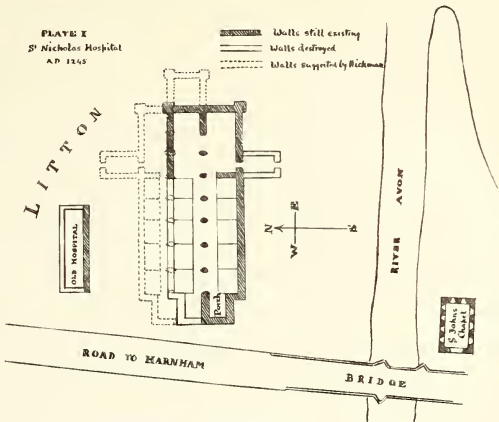 PLATE I
St Nicholas Hospital
AD 1245
Walls still existing
Walls destroyed
Walls suggested by Rickman
LITTON
OLD HOSPITAL
Porch
N
E
W
S
RIVER AVON
St Johns
Chapel
ROAD TO HARNHAM
BRIDGE